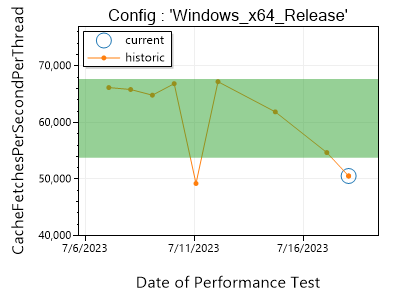 Config : 'Windows_x64_Release'
CacheFetchesPerSecondPerThread
current
historic
70,000
60,000
50,000
40,000
7/6/2023
7/11/2023
7/16/2023
Date of Performance Test